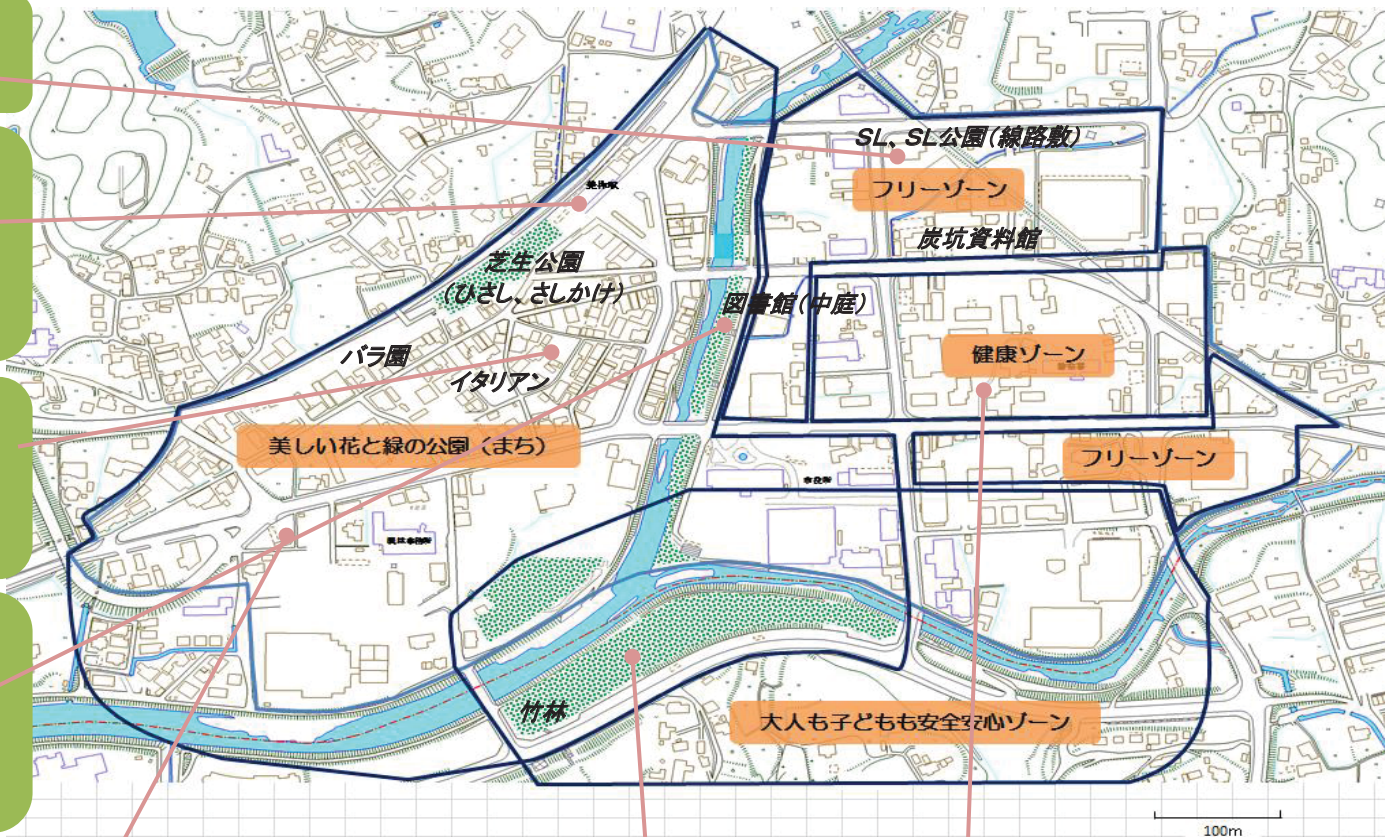 SL、SL公園(線路敷)
フリーゾーン
炭坑資料館
芝生公園
(ひさし、さしかけ)
図書館(中庭)
バラ園
イタリアン
健康ゾーン
美しい花と緑の公園（まち）
フリーゾーン
市役所
竹林
大人も子どもも安全安心ゾーン
100m